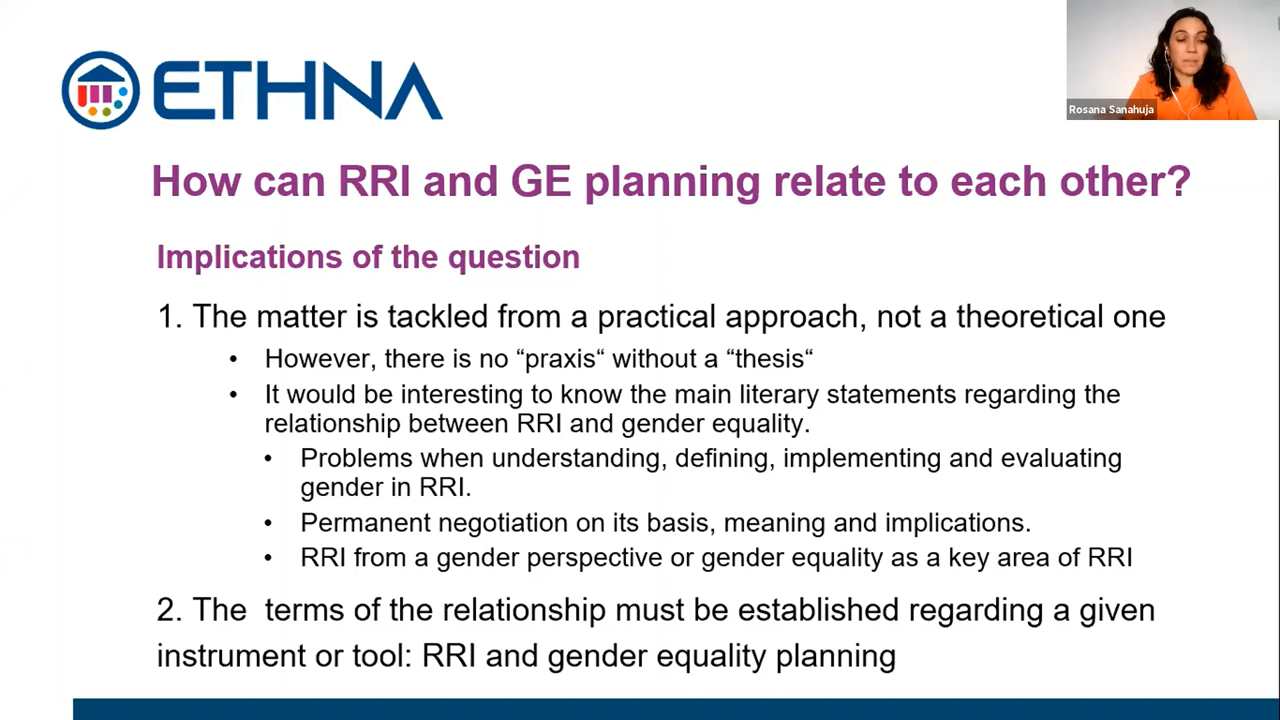 ETHNA
Rosana Sanahuja
How can RRI and GE planning relate to each other?
Implications of the question
1. The matter is tackled from a practical approach, not a theoretical one
• However, there is no “praxis“ without a “thesis“
• It would be interesting to know the main literary statements regarding the
relationship between RRI and gender equality.
• Problems when understanding, defining, implementing and evaluating
gender in RRI.
• Permanent negotiation on its basis, meaning and implications.
• RRI from a gender perspective or gender equality as a key area of RRI
2. The  terms of the relationship must be established regarding a given
instrument or tool: RRI and gender equality planning